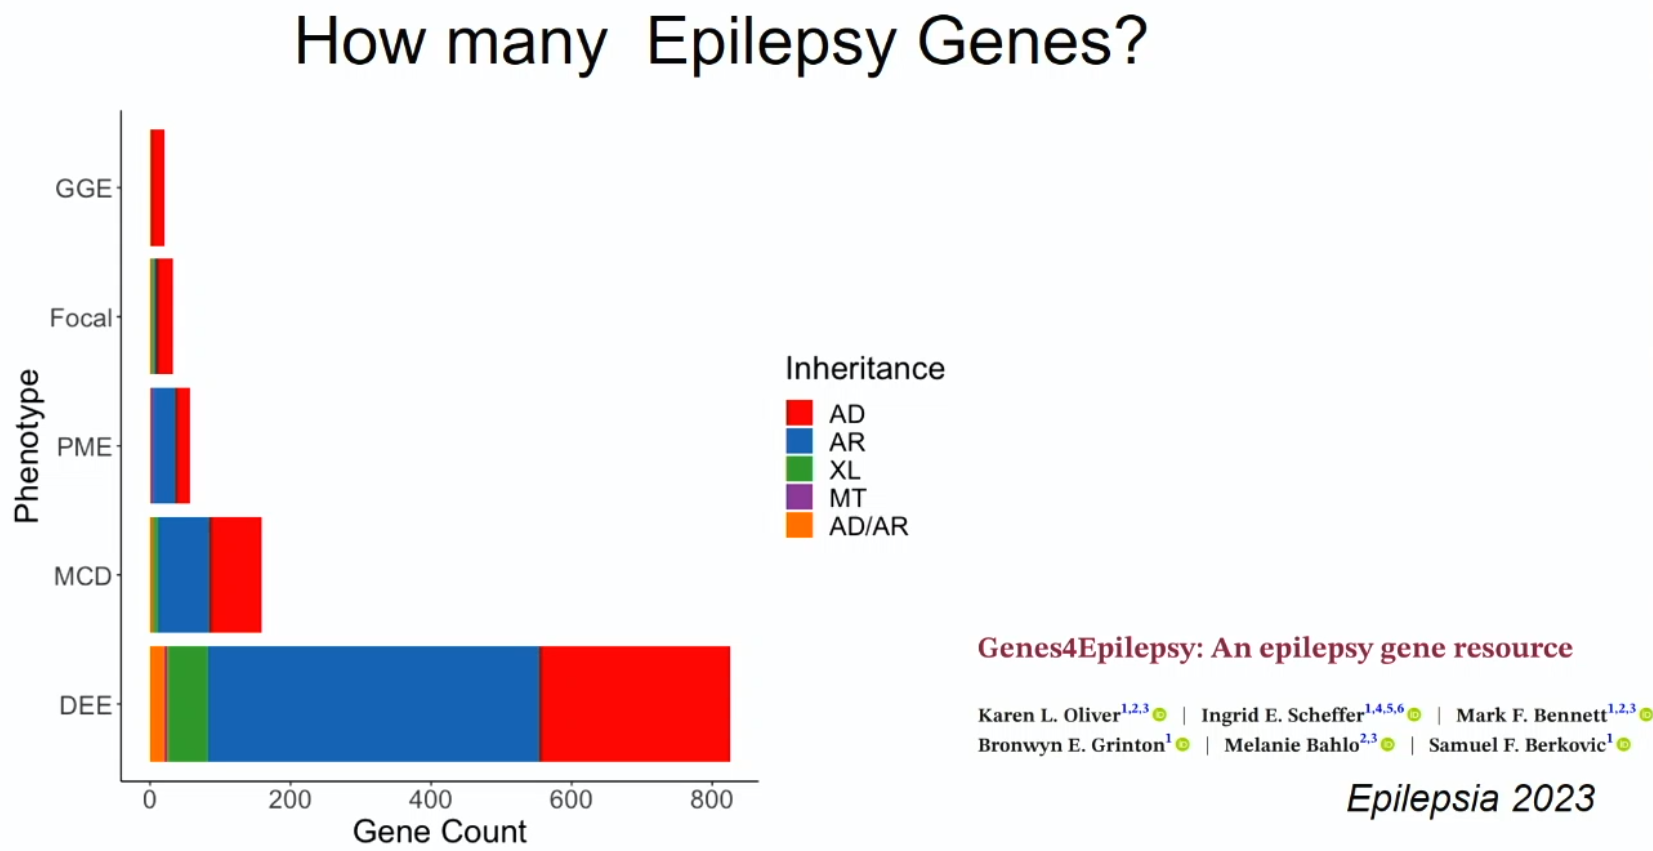 How many Epilepsy Genes?
GGE
Focal
PME
MCD
DEE
Phenotype
0 200 400 600 800
Gene Count
Inheritance
AD
AR
XL
MT
AD/AR
Genes4Epilepsy: An epilepsy gene resource
Karen L. Oliver1,2,3 | Ingrid E. Scheffer1,4,5,6 | Mark F. Bennett1,2,3
Bronwyn E. Grinton1 | Melanie Bahlo2,3 | Samuel F. Berkovic1
Epilepsia 2023